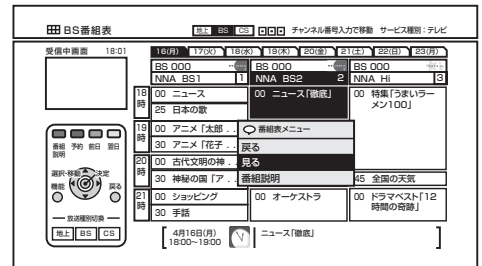 BS番組表
地上 BS CS チャンネル番号入力で移動 サービス種別：テレビ
受信中画面 18:01
16(月) 17(火) 18(水) 19(木) 20(金) 21(土) 22(日) 23(月)
BS 000 BS 000 BS 000
NNA BS1 1 NNA BS2 2 NNA Hi 3
18時 00 ニュース 00 ニュース「徹底」 00 特集「うまいラーメン100」
25 日本の歌
19時 00 アニメ「太郎 . .
番組表メニュー
30 アニメ「花子 . . 戻る
20時 00 古代文明の神 . . 見る
30 神秘の国「ア . . 番組説明 45 全国の天気
21時 00 ショッピング 00 オーケストラ 00 ドラマベスト「12時間の奇跡」
30 手話
番組説明 予約 前日 翌日
選択・移動 決定
機能 戻る
放送種別切換
地上 BS CS
4月16日(月) ニュース「徹底」
18:00~19:00